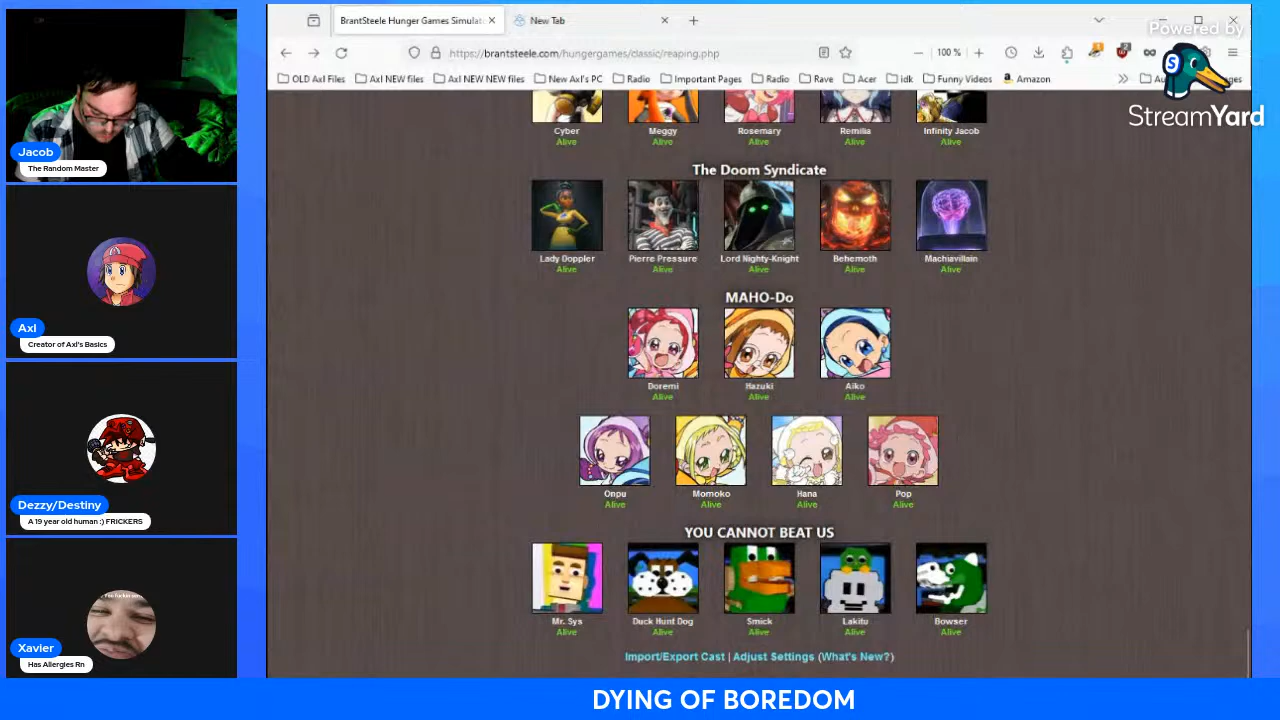 Jacob
The Random Master
Axl
Creator of Axl's Basics
Dezzy/Destiny
A 19 year old human :) FRICKERS
Xavier
Has Allergies Rn
BrantSteele Hunger Games Simulat
New Tab
https://brantsteele.com/hungergames/classic/reaping.php
100 %
OLD Axl Files
Axl NEW files
Axl NEW NEW files
New Axl's PC
Radio
Important Pages
Radio
Rave
Acer
idk
Funny Videos
Amazon
Powered by
StreamYard
Cyber Meggy Rosemary Remilia Infinity Jacob
Alive Alive Alive Alive Alive
The Doom Syndicate
Lady Doppler Pierre Pressure Lord Nighty-Knight Behemoth Machiavillain
Alive Alive Alive Alive Alive
MAHO-Do
Doremi Hazuki Aiko
Alive Alive Alive
Onpu Momoko Hana Pop
Alive Alive Alive Alive
YOU CANNOT BEAT US
Mr. Sys Duck Hunt Dog Smick Lakitu Bowser
Alive Alive Alive Alive Alive
Import/Export Cast | Adjust Settings (What's New?)
DYING OF BOREDOM